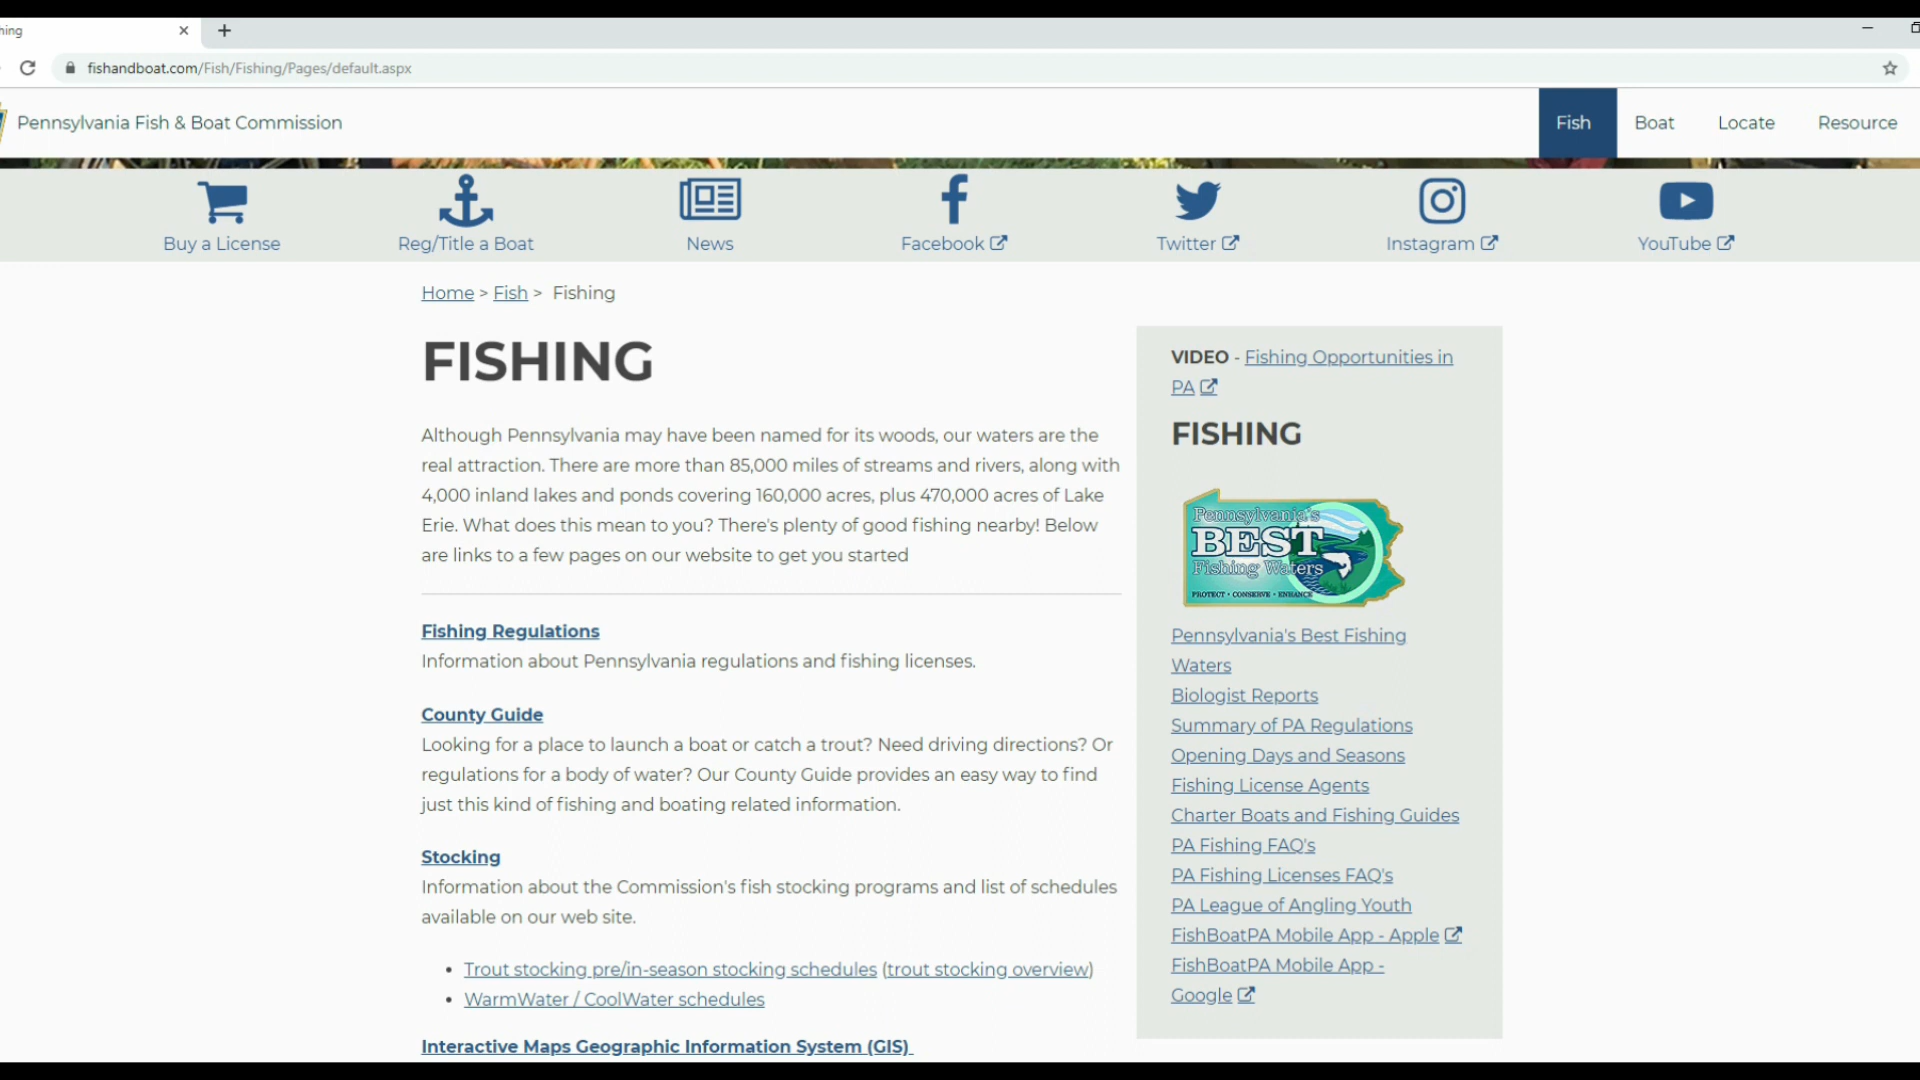 hing
fishandboat.com/Fish/Fishing/Pages/default.aspx
Pennsylvania Fish & Boat Commission
Fish
Boat
Locate
Resource
Buy a License
Reg/Title a Boat
News
Facebook
Twitter
Instagram
YouTube
Home > Fish > Fishing
FISHING
Although Pennsylvania may have been named for its woods, our waters are the
real attraction. There are more than 85,000 miles of streams and rivers, along with
4,000 inland lakes and ponds covering 160,000 acres, plus 470,000 acres of Lake
Erie. What does this mean to you? There's plenty of good fishing nearby! Below
are links to a few pages on our website to get you started
Fishing Regulations
Information about Pennsylvania regulations and fishing licenses.
County Guide
Looking for a place to launch a boat or catch a trout? Need driving directions? Or
regulations for a body of water? Our County Guide provides an easy way to find
just this kind of fishing and boating related information.
Stocking
Information about the Commission's fish stocking programs and list of schedules
available on our web site.
• Trout stocking pre/in-season stocking schedules (trout stocking overview)
• WarmWater / CoolWater schedules
Interactive Maps Geographic Information System (GIS)
VIDEO - Fishing Opportunities in
PA
FISHING
Pennsylvania's
BEST
Fishing Waters
PROTECT • CONSERVE • ENHANCE
Pennsylvania's Best Fishing
Waters
Biologist Reports
Summary of PA Regulations
Opening Days and Seasons
Fishing License Agents
Charter Boats and Fishing Guides
PA Fishing FAQ's
PA Fishing Licenses FAQ's
PA League of Angling Youth
FishBoatPA Mobile App - Apple
FishBoatPA Mobile App -
Google